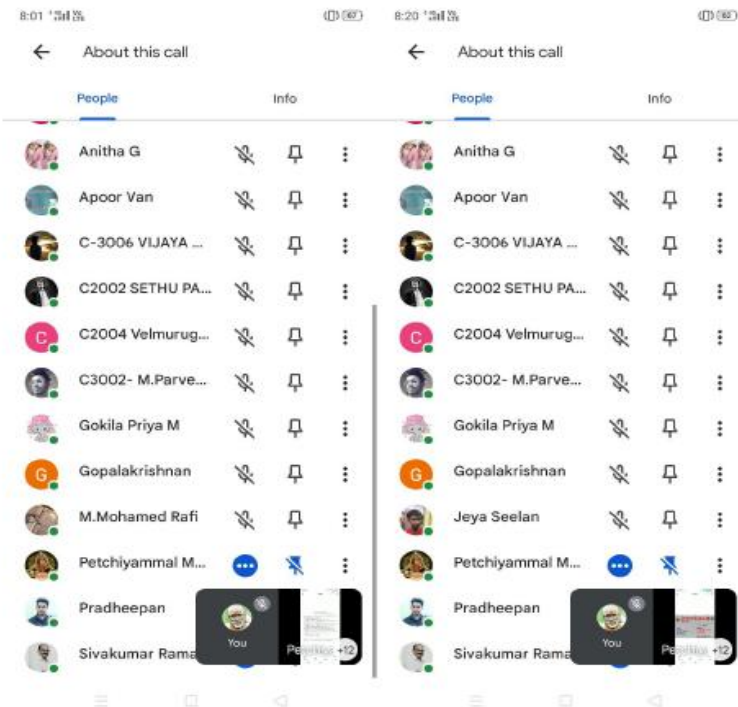 8:01
62
About this call
People
Info
Anitha G
Apoor Van
C-3006 VIJAYA ...
C2002 SETHU PA...
C
C2004 Velmurug...
C3002- M.Parve...
Gokila Priya M
G
Gopalakrishnan
M.Mohamed Rafi
Petchiyammal M...
Pradheepan
Sivakumar Rama
You
+12
8:20
62
About this call
People
Info
Anitha G
Apoor Van
C-3006 VIJAYA ...
C2002 SETHU PA...
C
C2004 Velmurug...
C3002- M.Parve...
Gokila Priya M
G
Gopalakrishnan
Jeya Seelan
Petchiyammal M...
Pradheepan
Sivakumar Rama
You
+12